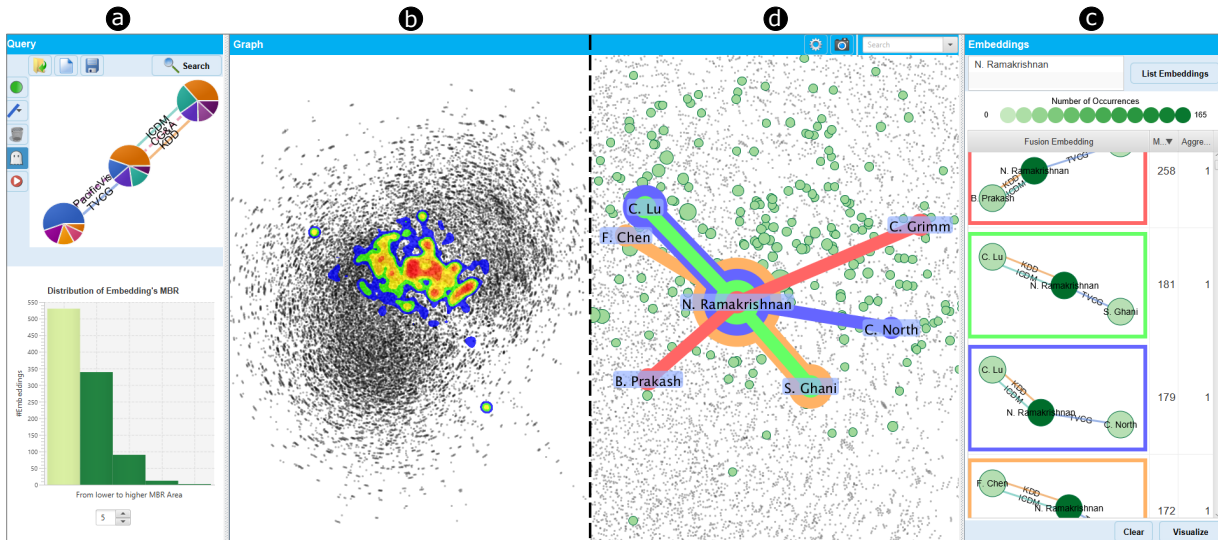 a
b
d
c
Query
Graph
Search
Embeddings
Search
N. Ramakrishnan
List Embeddings
ICDM
CG&A
KDD
PacificVis
TVCG
Number of Occurrences
0
165
Fusion Embedding
M...▼
Aggre...
N. Ramakrishnan
TVCG
KDD
ICDM
B. Prakash
258
1
C. Lu
KDD
ICDM
N. Ramakrishnan
TVCG
S. Ghani
181
1
C. Lu
KDD
ICDM
N. Ramakrishnan
TVCG
C. North
179
1
F. Chen
KDD
ICDM
N. Ramakrishnan
172
1
C. Lu
F. Chen
C. Grimm
N. Ramakrishnan
C. North
B. Prakash
S. Ghani
Distribution of Embedding's MBR
#Embeddings
550
500
450
400
350
300
250
200
150
100
50
0
From lower to higher MBR Area
5
Clear
Visualize